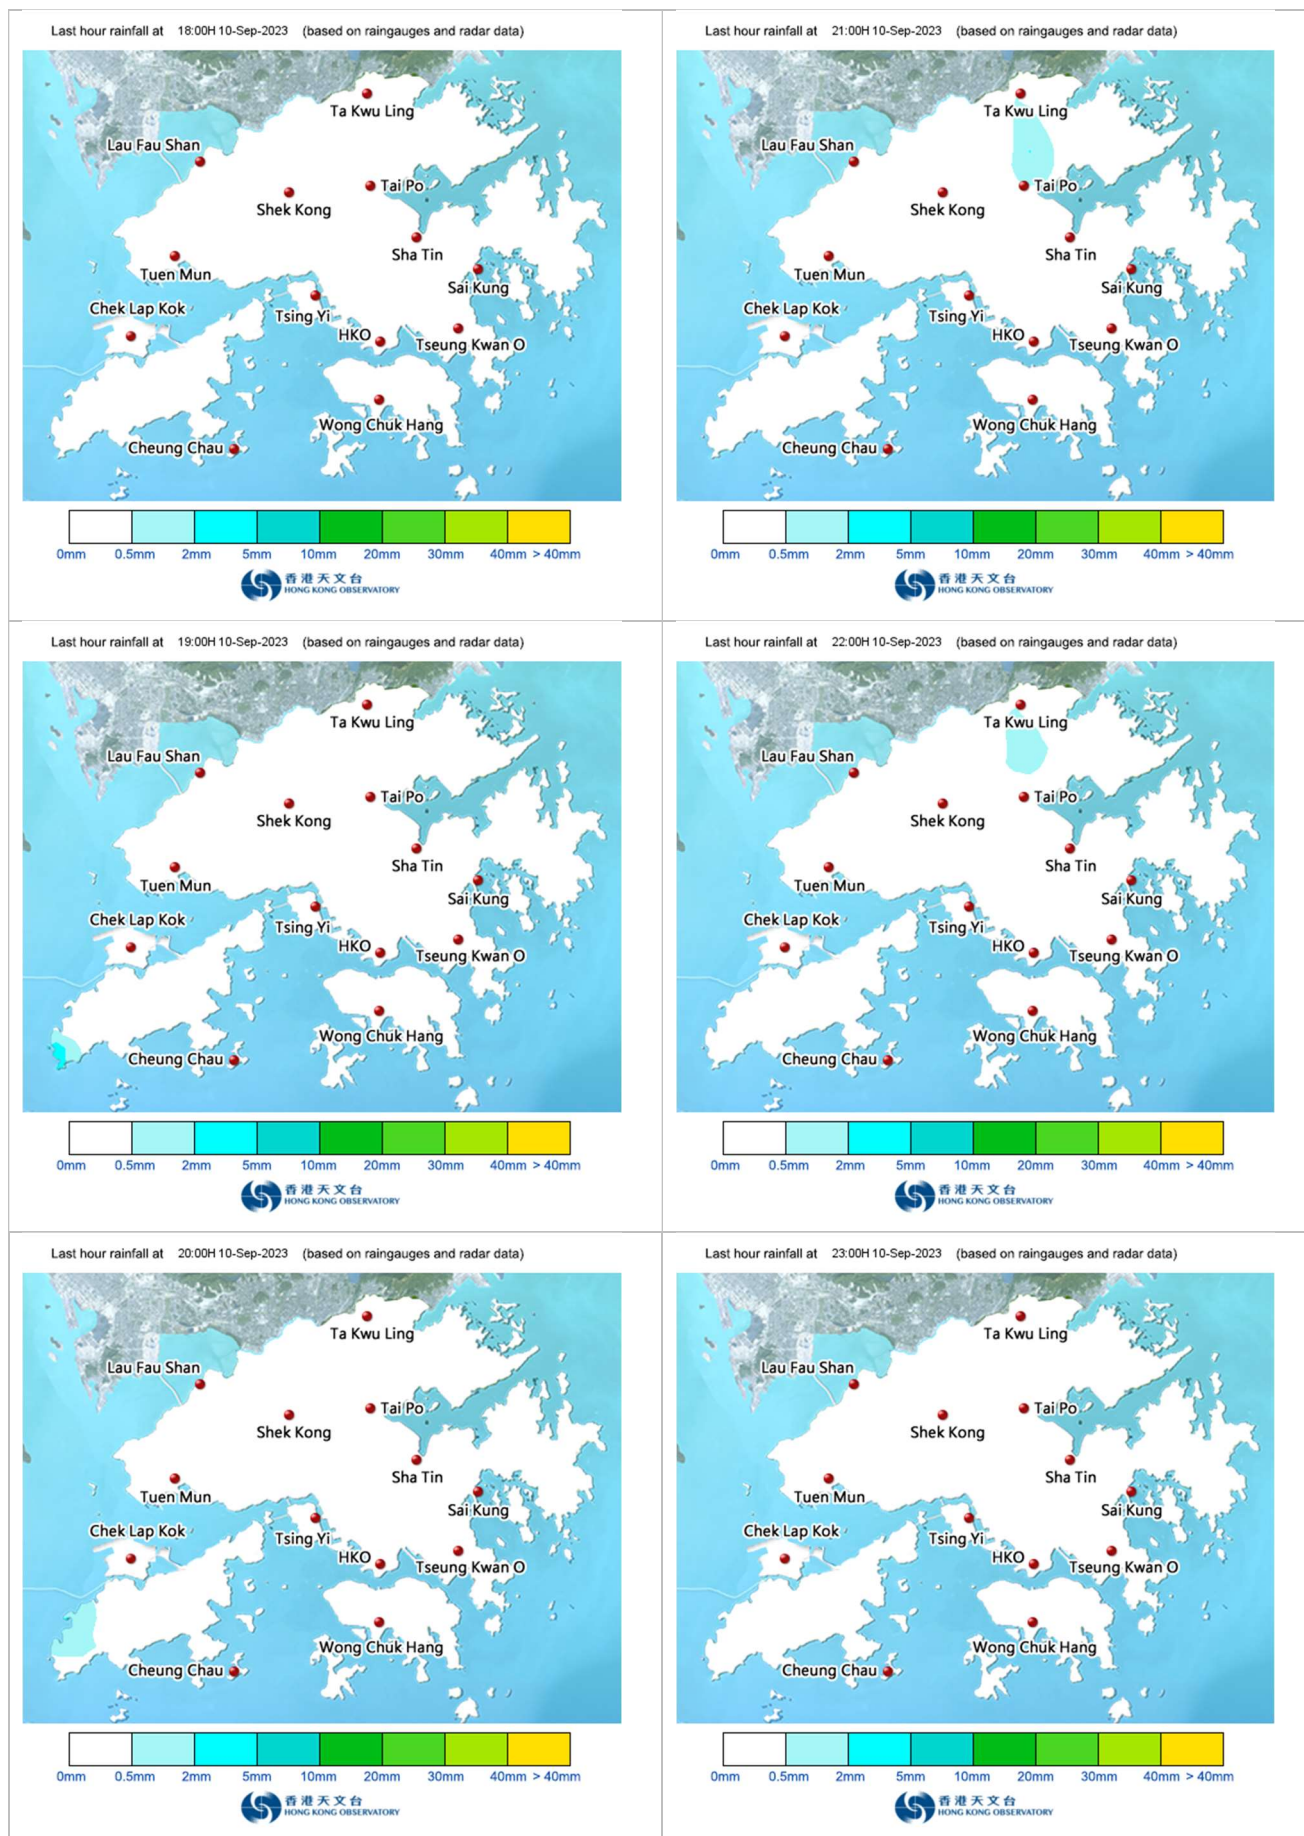 Last hour rainfall at 18:00H 10-Sep-2023 (based on raingauges and radar data)
Ta Kwu Ling
Lau Fau Shan
Tai Po
Shek Kong
Sha Tin
Tuen Mun
Sai Kung
Chek Lap Kok
Tsing Yi
HKO
Tseung Kwan O
Wong Chuk Hang
Cheung Chau
0mm 0.5mm 2mm 5mm 10mm 20mm 30mm 40mm > 40mm
香港天文台
HONG KONG OBSERVATORY
Last hour rainfall at 21:00H 10-Sep-2023 (based on raingauges and radar data)
Ta Kwu Ling
Lau Fau Shan
Tai Po
Shek Kong
Sha Tin
Tuen Mun
Sai Kung
Chek Lap Kok
Tsing Yi
HKO
Tseung Kwan O
Wong Chuk Hang
Cheung Chau
0mm 0.5mm 2mm 5mm 10mm 20mm 30mm 40mm > 40mm
香港天文台
HONG KONG OBSERVATORY
Last hour rainfall at 19:00H 10-Sep-2023 (based on raingauges and radar data)
Ta Kwu Ling
Lau Fau Shan
Tai Po
Shek Kong
Sha Tin
Tuen Mun
Sai Kung
Chek Lap Kok
Tsing Yi
HKO
Tseung Kwan O
Wong Chuk Hang
Cheung Chau
0mm 0.5mm 2mm 5mm 10mm 20mm 30mm 40mm > 40mm
香港天文台
HONG KONG OBSERVATORY
Last hour rainfall at 22:00H 10-Sep-2023 (based on raingauges and radar data)
Ta Kwu Ling
Lau Fau Shan
Tai Po
Shek Kong
Sha Tin
Tuen Mun
Sai Kung
Chek Lap Kok
Tsing Yi
HKO
Tseung Kwan O
Wong Chuk Hang
Cheung Chau
0mm 0.5mm 2mm 5mm 10mm 20mm 30mm 40mm > 40mm
香港天文台
HONG KONG OBSERVATORY
Last hour rainfall at 20:00H 10-Sep-2023 (based on raingauges and radar data)
Ta Kwu Ling
Lau Fau Shan
Tai Po
Shek Kong
Sha Tin
Tuen Mun
Sai Kung
Chek Lap Kok
Tsing Yi
HKO
Tseung Kwan O
Wong Chuk Hang
Cheung Chau
0mm 0.5mm 2mm 5mm 10mm 20mm 30mm 40mm > 40mm
香港天文台
HONG KONG OBSERVATORY
Last hour rainfall at 23:00H 10-Sep-2023 (based on raingauges and radar data)
Ta Kwu Ling
Lau Fau Shan
Tai Po
Shek Kong
Sha Tin
Tuen Mun
Sai Kung
Chek Lap Kok
Tsing Yi
HKO
Tseung Kwan O
Wong Chuk Hang
Cheung Chau
0mm 0.5mm 2mm 5mm 10mm 20mm 30mm 40mm > 40mm
香港天文台
HONG KONG OBSERVATORY